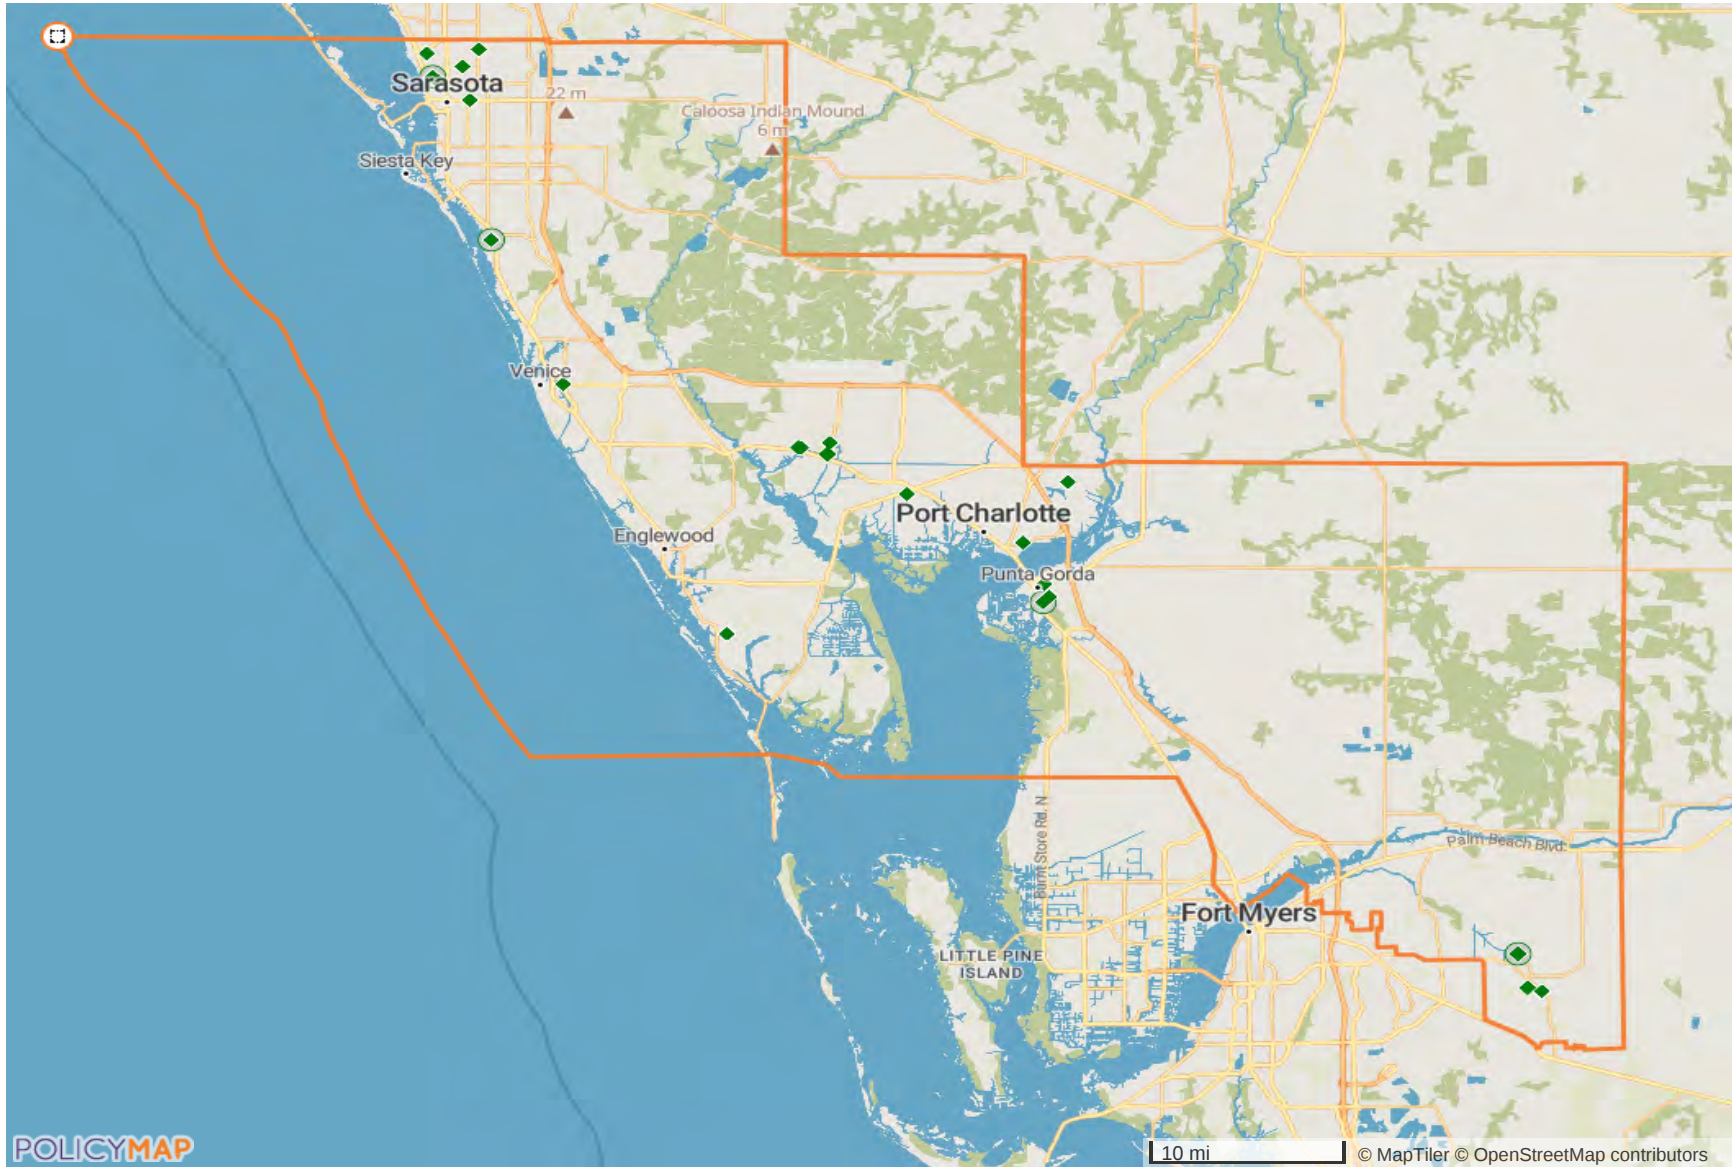 Sarasota
22 m
Caloosa Indian Mound
6 m
Siesta Key
Venice
Port Charlotte
Englewood
Punta Gorda
Burnt Store Rd. N
Palm Beach Blvd.
Fort Myers
LITTLE PINE
ISLAND
POLICYMAP
10 mi
© MapTiler © OpenStreetMap contributors